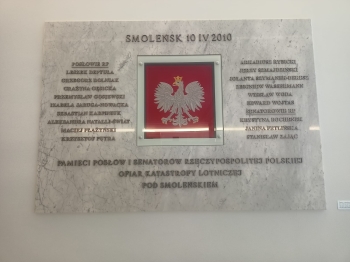 SMOLEŃSK 10 IV 2010
POSŁOWIE RP
LESZEK DEPTUŁA
GRZEGORZ DOLNIAK
GRAŻYNA GĘSICKA
PRZEMYSŁAW GOSIEWSKI
IZABELA JARUGA-NOWACKA
SEBASTIAN KARPINIUK
ALEKSANDRA NATALLI-ŚWIAT
MACIEJ PŁAŻYŃSKI
KRZYSZTOF PUTRA
ARKADIUSZ RYBICKI
JERZY SZMAJDZIŃSKI
JOLANTA SZYMANEK-DERESZ
ZBIGNIEW WASSERMANN
WIESŁAW WODA
EDWARD WOJTAS
SENATOROWIE RP
KRYSTYNA BOCHENEK
JANINA FETLIŃSKA
STANISŁAW ZAJĄC
PAMIĘCI POSŁÓW I SENATORÓW RZECZYPOSPOLITEJ POLSKIEJ
OFIAR KATASTROFY LOTNICZEJ
POD SMOLEŃSKIEM